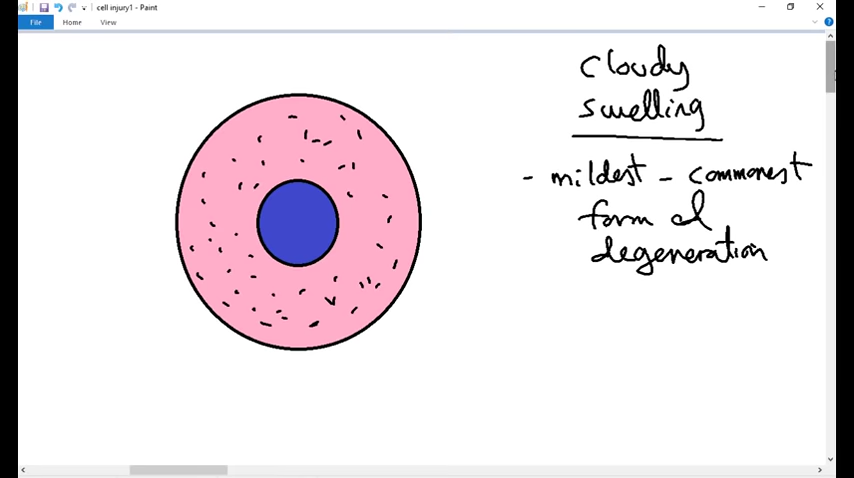 cell injury1 - Paint
File Home View
cloudy
swelling
- mildest - commonest
form of
degeneration